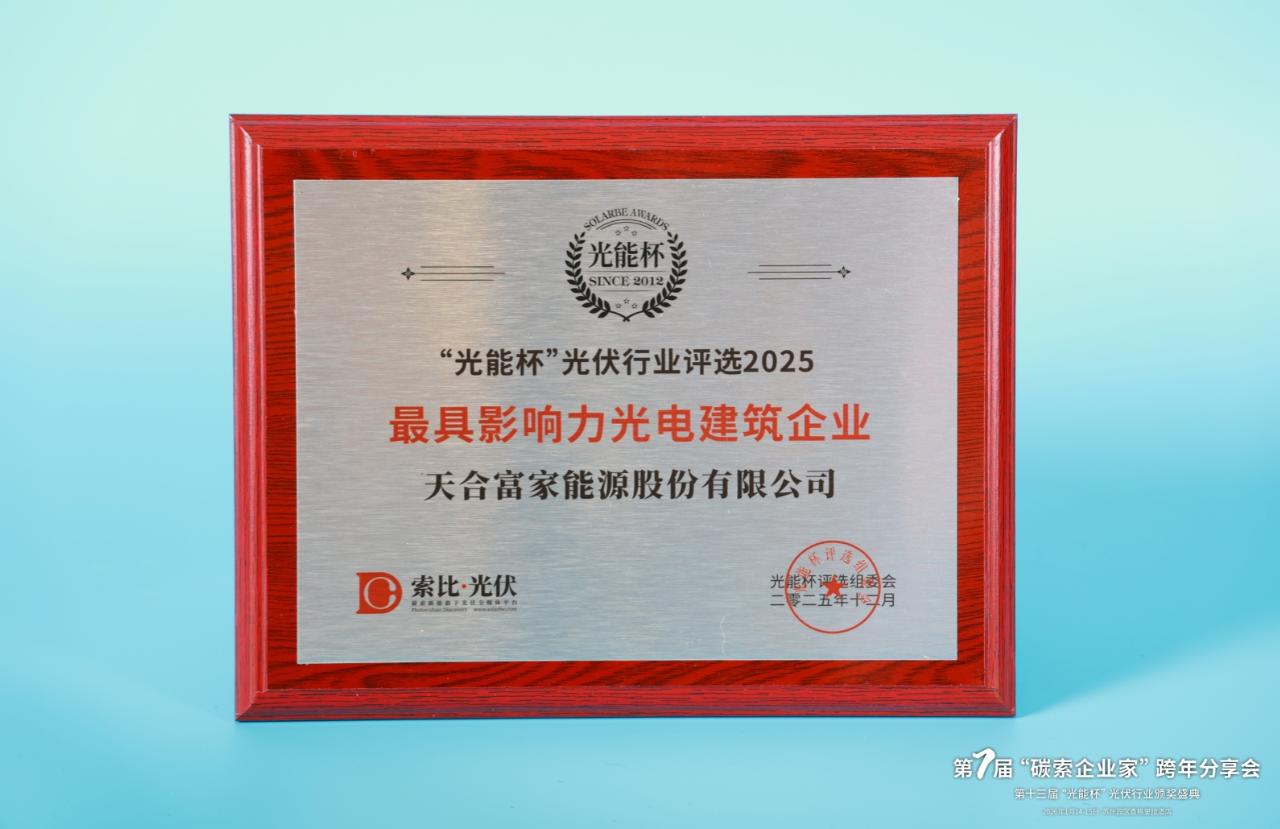 SOLARBE AWARDS
光能杯
SINCE 2012
“光能杯”光伏行业评选2025
最具影响力光电建筑企业
天合富家能源股份有限公司
索比·光伏
光能杯评选组委会
二零二五年十二月
第7届“碳索企业家”跨年分享会
第十三届“光能杯”光伏行业颁奖盛典